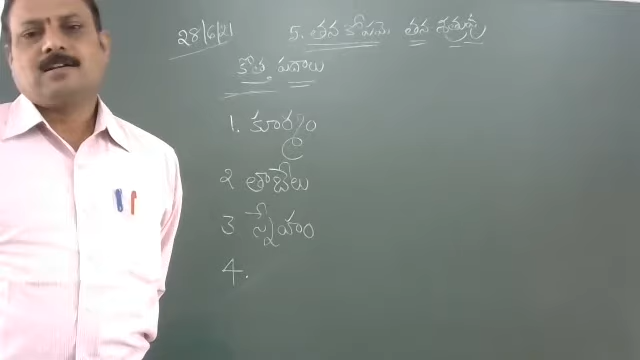 28/6/21 5. తన కోపమె తన శత్రువు
కొత్త పదాలు
1. కూర్మం
2 తాబేలు
3 స్నేహం
4.